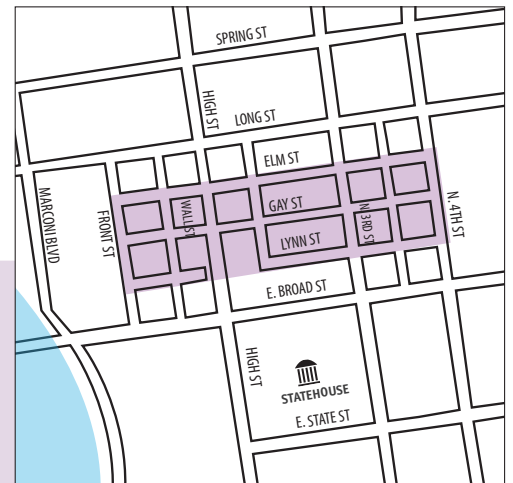 SPRING ST
HIGH ST
LONG ST
ELM ST
MARCONI BLVD
FRONT ST
WALL ST
GAY ST
N. 3RD ST
N. 4TH ST
LYNN ST
E. BROAD ST
HIGH ST
STATEHOUSE
E. STATE ST